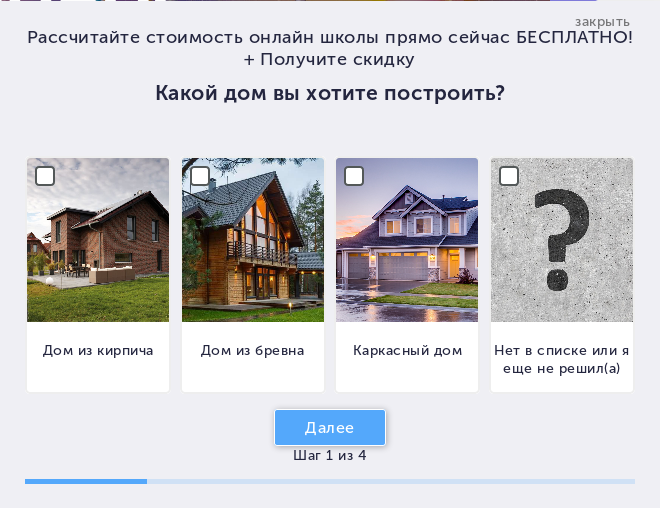 закрыть
Рассчитайте стоимость онлайн школы прямо сейчас БЕСПЛАТНО!
+ Получите скидку
Какой дом вы хотите построить?
?
Дом из кирпича
Дом из бревна
Каркасный дом
Нет в списке или я
еще не решил(а)
Далее
Шаг 1 из 4